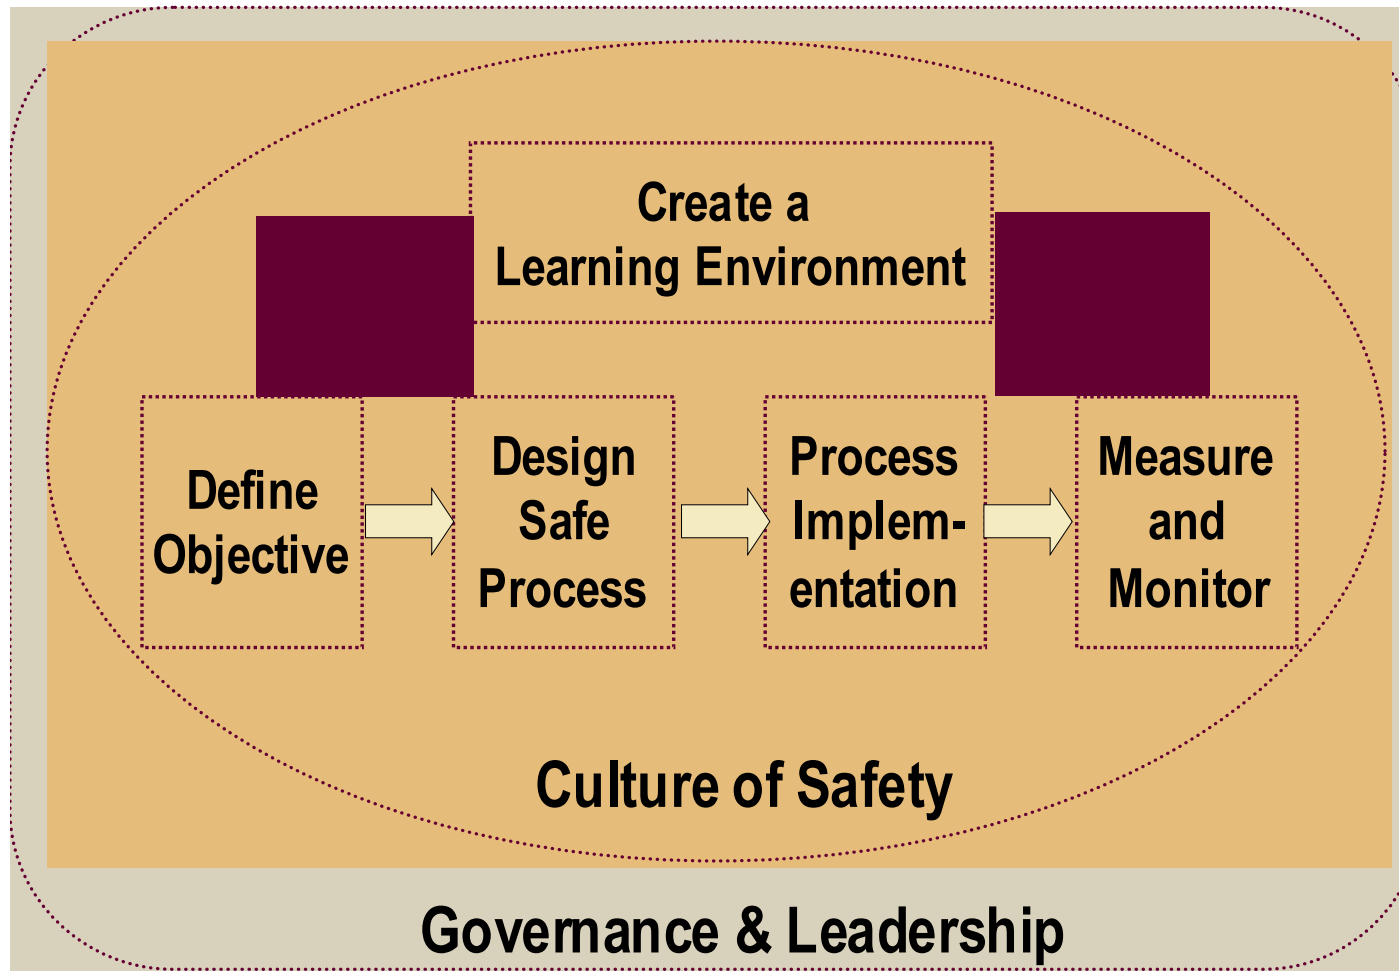 Create a
Learning Environment
Define
Objective
Design
Safe
Process
Process
Implem-
entation
Measure
and
Monitor
Culture of Safety
Governance & Leadership